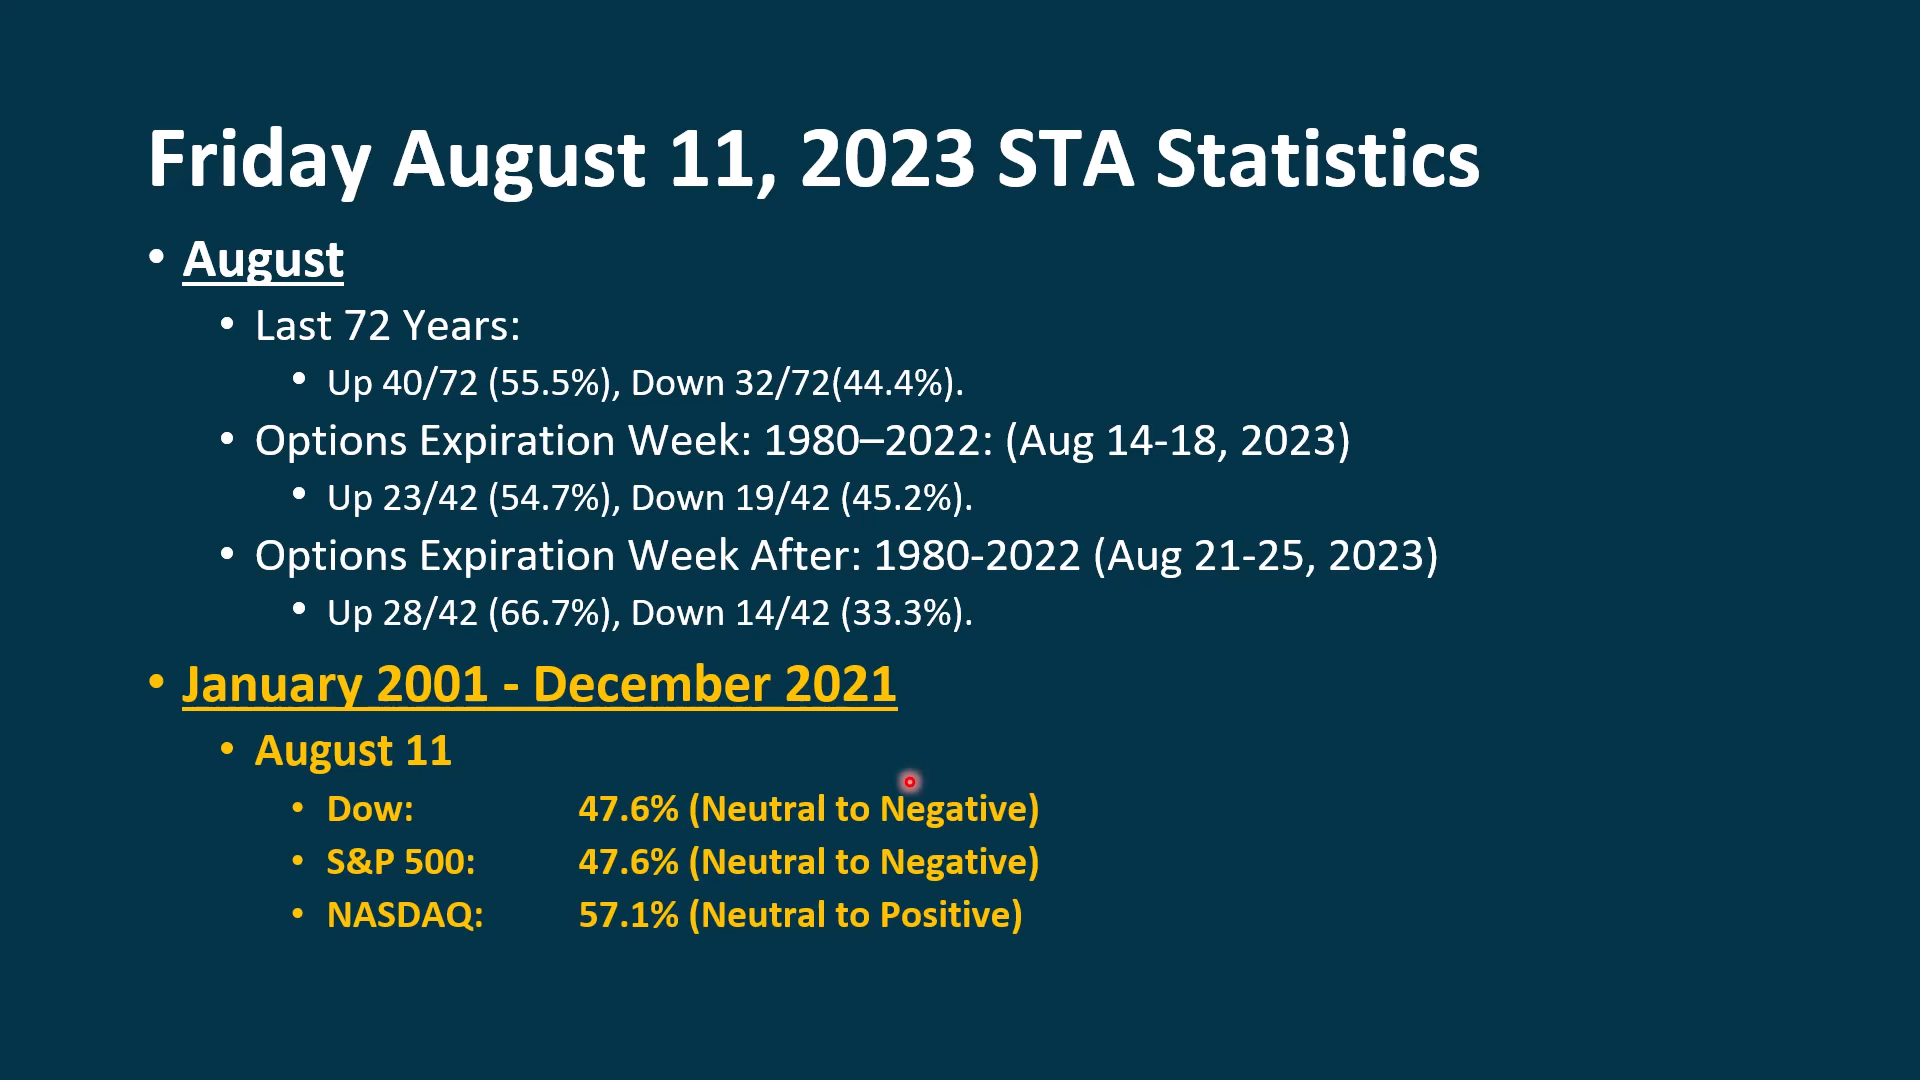 Friday August 11, 2023 STA Statistics
• August
• Last 72 Years:
• Up 40/72 (55.5%), Down 32/72(44.4%).
• Options Expiration Week: 1980–2022: (Aug 14-18, 2023)
• Up 23/42 (54.7%), Down 19/42 (45.2%).
• Options Expiration Week After: 1980-2022 (Aug 21-25, 2023)
• Up 28/42 (66.7%), Down 14/42 (33.3%).
• January 2001 - December 2021
• August 11
• Dow: 47.6% (Neutral to Negative)
• S&P 500: 47.6% (Neutral to Negative)
• NASDAQ: 57.1% (Neutral to Positive)